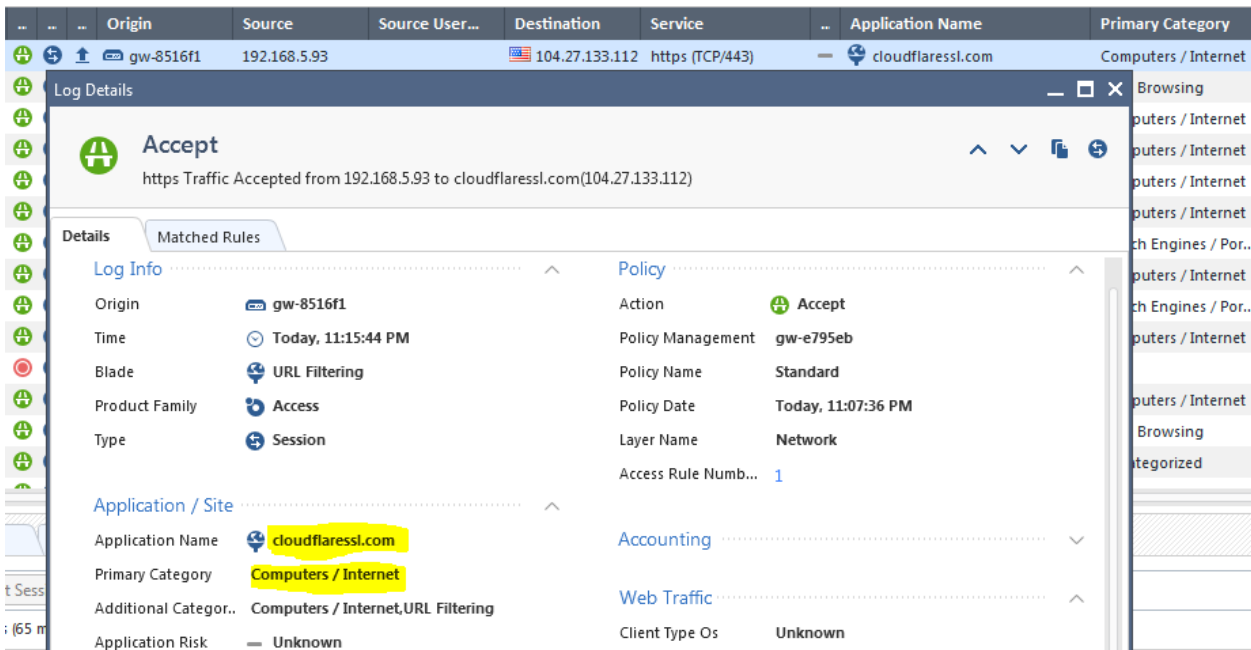 ... ... ... Origin Source Source User... Destination Service ... Application Name Primary Category
gw-8516f1 192.168.5.93 104.27.133.112 https (TCP/443) cloudflaressl.com Computers / Internet
Log Details
Browsing
puters / Internet
Accept
puters / Internet
https Traffic Accepted from 192.168.5.93 to cloudflaressl.com(104.27.133.112)
puters / Internet
puters / Internet
Details Matched Rules
ch Engines / Por...
Log Info Policy
puters / Internet
Origin gw-8516f1 Action Accept
ch Engines / Por...
Time Today, 11:15:44 PM Policy Management gw-e795eb
puters / Internet
Blade URL Filtering Policy Name Standard
Product Family Access Policy Date Today, 11:07:36 PM
puters / Internet
Type Session Layer Name Network
Browsing
Access Rule Numb... 1
tegorized
Application / Site
Application Name cloudflaressl.com Accounting
Primary Category Computers / Internet
t Sess
Additional Categor.. Computers / Internet,URL Filtering Web Traffic
(65 m
Application Risk Unknown Client Type Os Unknown